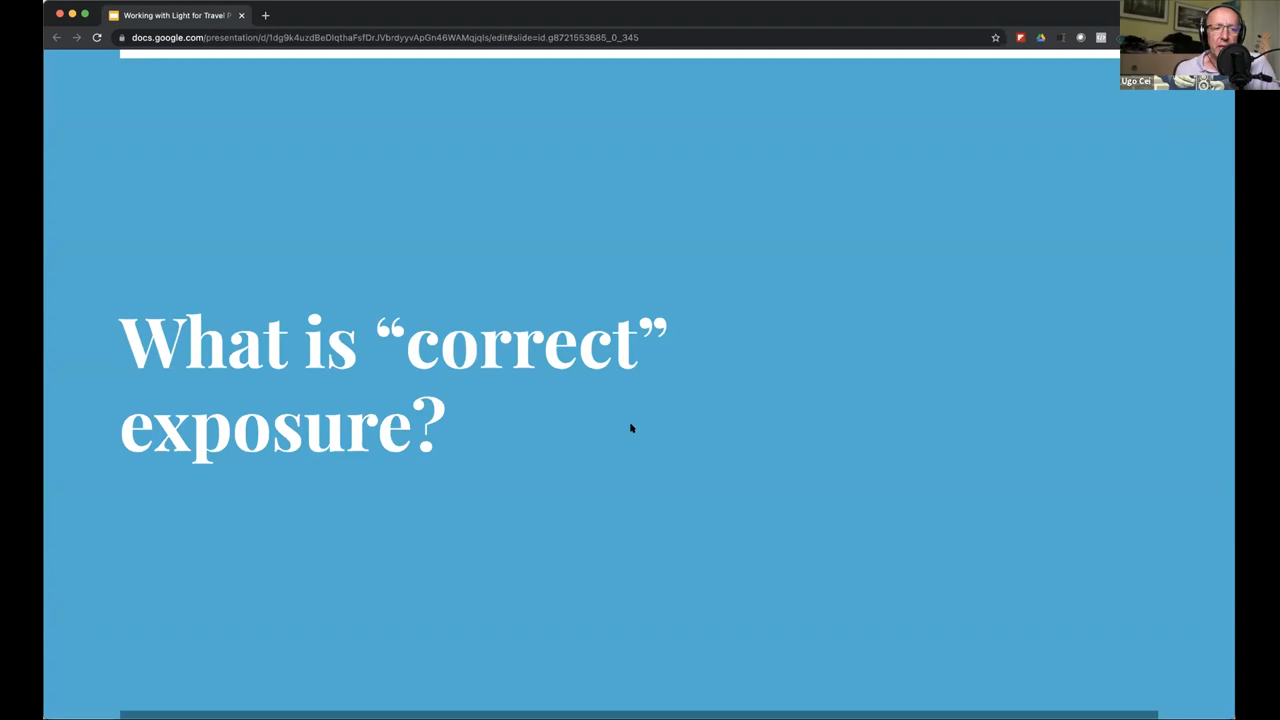 Working with Light for Travel P
docs.google.com/presentation/d/1dg9k4uzdBeDIqthaFsfDrJVbrdyyvApGn46WAMqjqIs/edit#slide=id.g8721553685_0_345
Ugo Cei
What is “correct”
exposure?